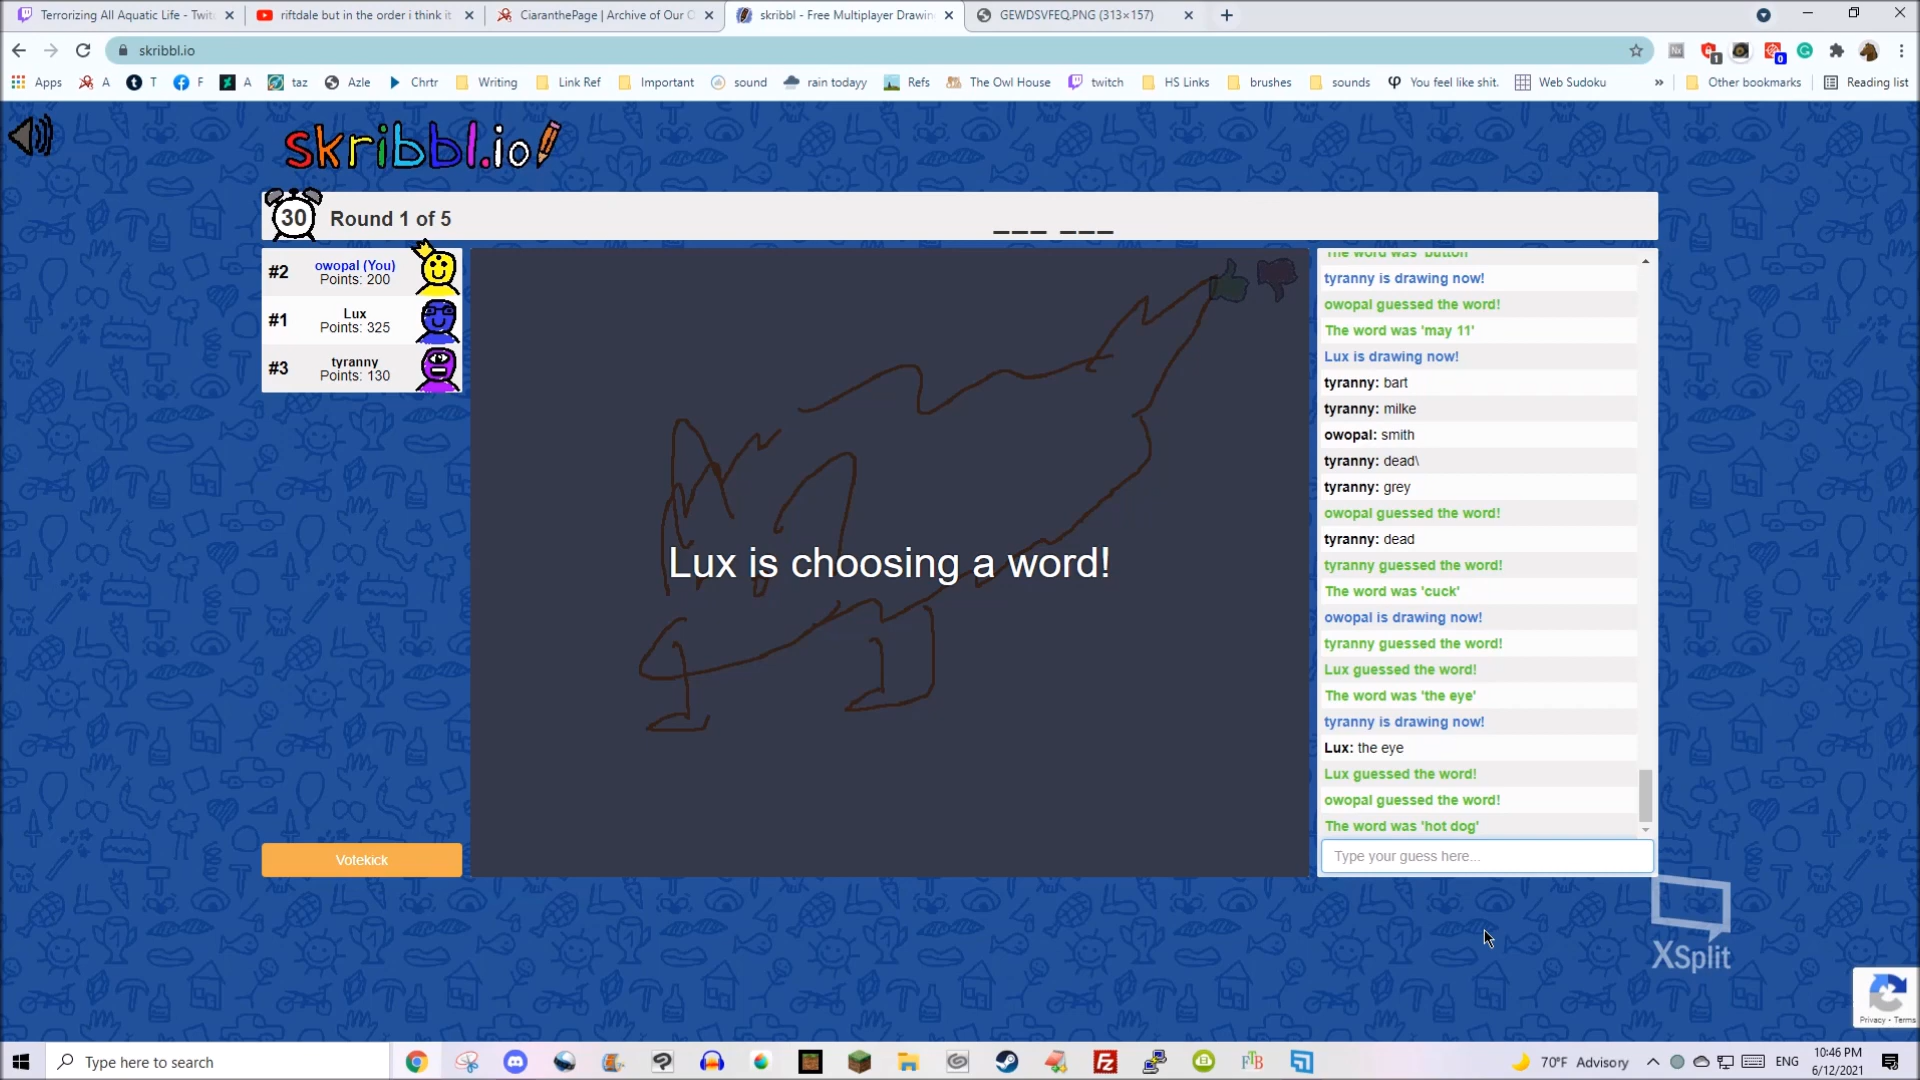 Terrorizing All Aquatic Life - Twit
riftdale but in the order i think it
CiaranthePage | Archive of Our O
skribbl - Free Multiplayer Drawin
GEWDSVFEQ.PNG (313×157)
skribbl.io
Apps
A
T
F
A
taz
Azle
Chrtr
Writing
Link Ref
Important
sound
rain todayy
Refs
The Owl House
twitch
HS Links
brushes
sounds
You feel like shit.
Web Sudoku
»
Other bookmarks
Reading list
skribbl.io
30
Round 1 of 5
___ ___
#2
owopal (You)
Points: 200
#1
Lux
Points: 325
#3
tyranny
Points: 130
Votekick
Lux is choosing a word!
The word was 'button'
tyranny is drawing now!
owopal guessed the word!
The word was 'may 11'
Lux is drawing now!
tyranny: bart
tyranny: milke
owopal: smith
tyranny: dead\
tyranny: grey
owopal guessed the word!
tyranny: dead
tyranny guessed the word!
The word was 'cuck'
owopal is drawing now!
tyranny guessed the word!
Lux guessed the word!
The word was 'the eye'
tyranny is drawing now!
Lux: the eye
Lux guessed the word!
owopal guessed the word!
The word was 'hot dog'
Type your guess here...
XSplit
Privacy - Terms
Type here to search
FTB
70°F Advisory
ENG
10:46 PM
6/12/2021